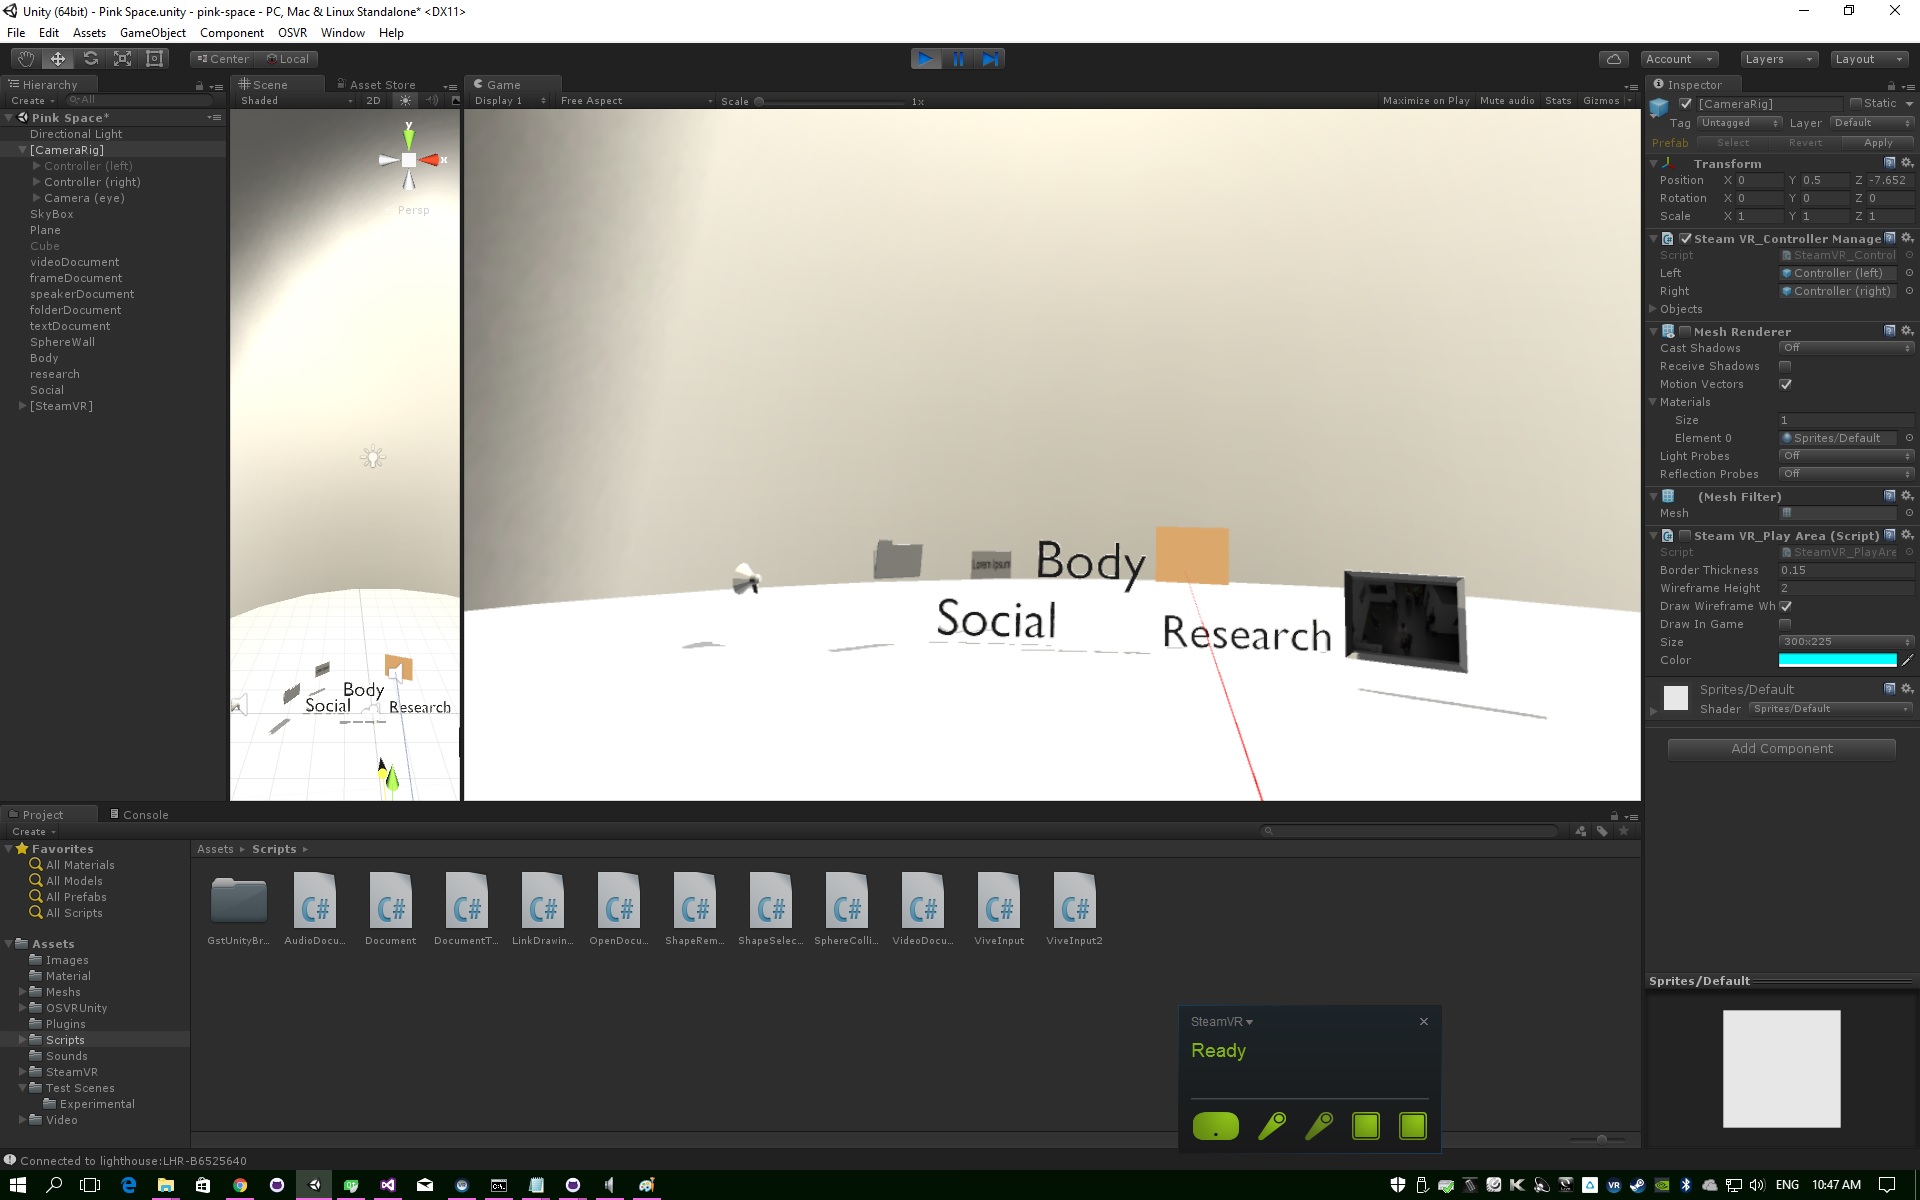 Unity (64bit) - Pink Space.unity - pink-space - PC, Mac & Linux Standalone* <DX11>
File Edit Assets GameObject Component OSVR Window Help
Center Local Account Layers Layout
Hierarchy
Create All
Pink Space*
Directional Light
[CameraRig]
Controller (left)
Controller (right)
Camera (eye)
SkyBox
Plane
Cube
videoDocument
frameDocument
speakerDocument
folderDocument
textDocument
SphereWall
Body
research
Social
[SteamVR]
Scene Asset Store
Shaded 2D
y
x
Persp
Body
Social
Research
Game
Display 1 Free Aspect Scale 1x Maximize on Play Mute audio Stats Gizmos
Lorem Ipsum
Body
Social
Research
Inspector
[CameraRig] Static
Tag Untagged Layer Default
Prefab Select Revert Apply
Transform
Position X 0 Y 0.5 Z -7.652
Rotation X 0 Y 0 Z 0
Scale X 1 Y 1 Z 1
Steam VR_Controller Manage
Script SteamVR_Control
Left Controller (left)
Right Controller (right)
Objects
Mesh Renderer
Cast Shadows Off
Receive Shadows
Motion Vectors
Materials
Size 1
Element 0 Sprites/Default
Light Probes Off
Reflection Probes Off
(Mesh Filter)
Mesh
Steam VR_Play Area (Script)
Script SteamVR_PlayAre
Border Thickness 0.15
Wireframe Height 2
Draw Wireframe Wh
Draw In Game
Size 300x225
Color
Sprites/Default
Shader Sprites/Default
Add Component
Sprites/Default
Project Console
Create
Favorites
All Materials
All Models
All Prefabs
All Scripts
Assets
Images
Material
Meshs
OSVRUnity
Plugins
Scripts
Sounds
SteamVR
Test Scenes
Experimental
Video
Assets Scripts
C# C# C# C# C# C# C# C# C# C# C#
GstUnityBr... AudioDocu... Document DocumentT... LinkDrawin... OpenDocu... ShapeRem... ShapeSelec... SphereColli... VideoDocu... ViveInput ViveInput2
SteamVR
Ready
Connected to lighthouse:LHR-B6525640
ENG 10:47 AM